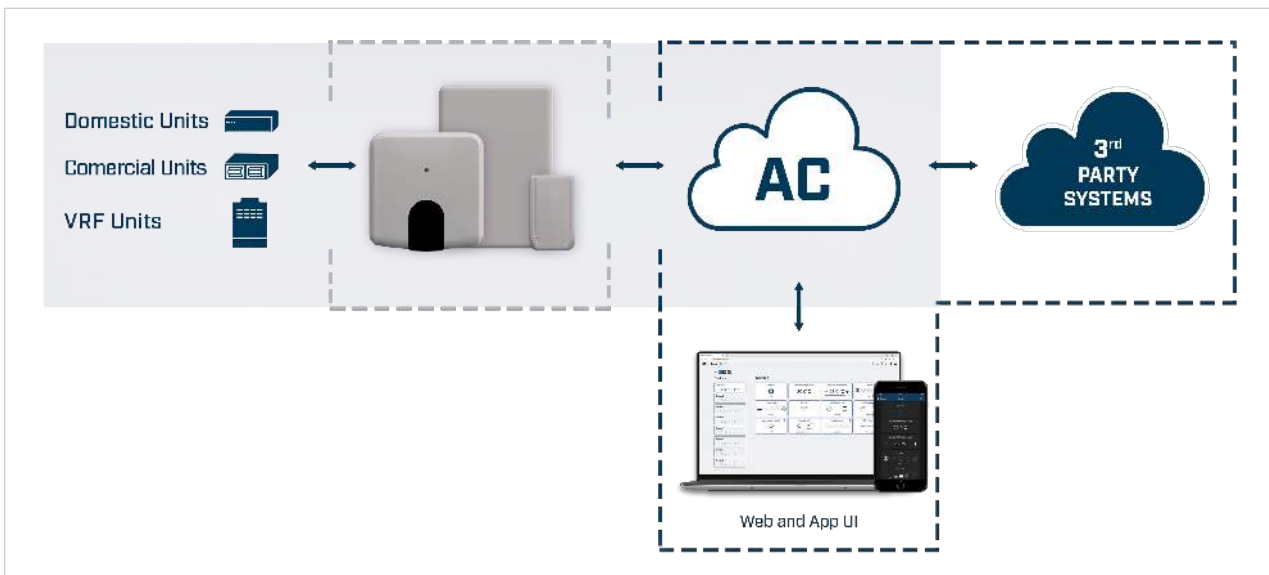 Domestic Units
Comercial Units
VRF Units
AC
3rd
PARTY
SYSTEMS
Web and App UI